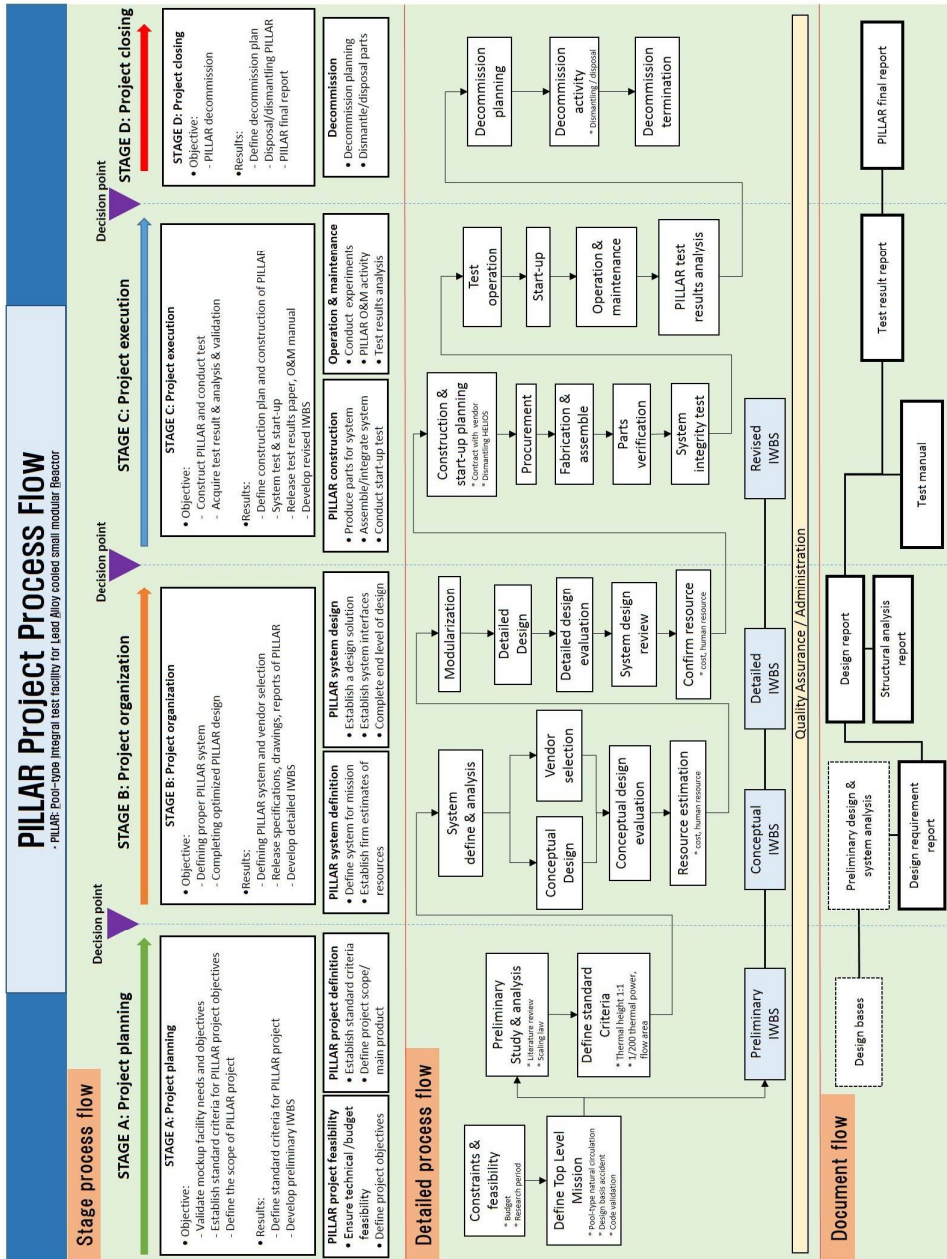 PILLAR Project Process Flow
- PILLAR: Pool-type Integral test facility for Lead Alloy cooled small modular Reactor
Stage process flow
Decision point
Decision point
Decision point
STAGE A: Project planning
STAGE B: Project organization
STAGE C: Project execution
STAGE D: Project closing
STAGE A: Project planning
• Objective:
- Validate mockup facility needs and objectives
- Establish standard criteria for PILLAR project objectives
- Define the scope of PILLAR project
• Results:
- Define standard criteria for PILLAR project
- Develop preliminary IWBS
STAGE B: Project organization
• Objective:
- Defining proper PILLAR system
- Completing optimized PILLAR design
•Results:
- Defining PILLAR system and vendor selection
- Release specifications, drawings, reports of PILLAR
- Develop detailed IWBS
STAGE C: Project execution
• Objective:
- Construct PILLAR and conduct test
- Acquire test result & analysis & validation
•Results:
- Define construction plan and construction of PILLAR
- System test & start-up
- Release test results paper, O&M manual
- Develop revised IWBS
STAGE D: Project closing
• Objective:
- PILLAR decommission
•Results:
- Define decommission plan
- Disposal/dismantling PILLAR
- PIILAR final report
PILLAR project feasibility
• Ensure technical /budget
feasibility
• Define project objectives
PILLAR project definition
• Establish standard criteria
• Define project scope/
main product
PILLAR system definition
• Define system for mission
• Establish firm estimates of
resources
PILLAR system design
• Establish a design solution
• Establish system interfaces
• Complete end level of design
PILLAR construction
• Produce parts for system
• Assemble/integrate system
• Conduct start-up test
Operation & maintenance
• Conduct experiments
• PILLAR O&M activity
• Test results analysis
Decommission
• Decommission planning
• Dismantle/disposal parts
Detailed process flow
Constraints &
feasibility
* Budget
* Research period
Define Top Level
Mission
* Pool-type natural circulation
* Design basis accident
* Code validation
Preliminary
Study & analysis
* Literature review
* Scaling law
Define standard
Criteria
* Thermal height 1:1
* 1/200 thermal power,
flow area
System
define & analysis
Conceptual
Design
Vendor
selection
Conceptual design
evaluation
Resource estimation
* cost, human resource
Modularization
Detailed
Design
Detailed design
evaluation
System design
review
Confirm resource
* cost, human resource
Construction &
start-up planning
* Contract with vendor
* Dismantling HELIOS
Procurement
Fabrication &
assemble
Parts
verification
System
integrity test
Test
operation
Start-up
Operation &
maintenance
PILLAR test
results analysis
Decommission
planning
Decommission
activity
* Dismantling / disposal
Decommission
termination
Preliminary
IWBS
Conceptual
IWBS
Detailed
IWBS
Revised
IWBS
Quality Assurance / Administration
Document flow
Design bases
Preliminary design &
system analysis
Design requirement
report
Design report
Structural analysis
report
Test manual
Test result report
PILLAR final report